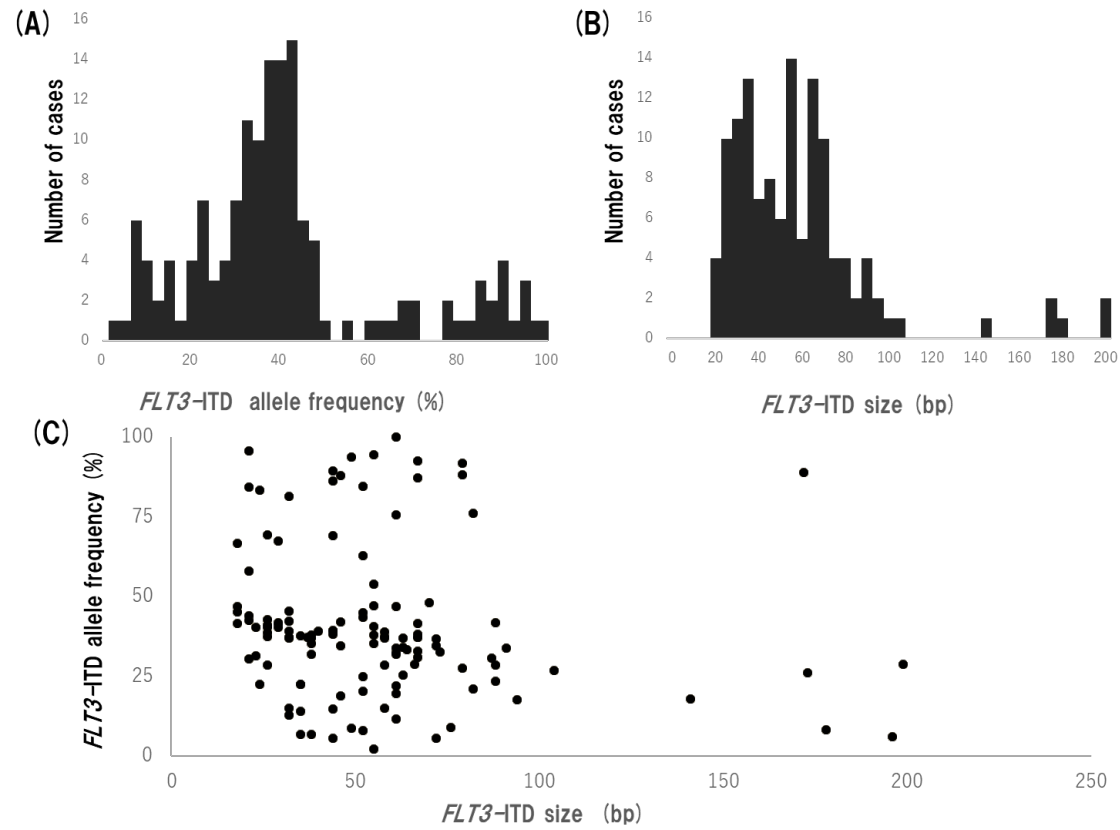 (A)
Number of cases
16
14
12
10
8
6
4
2
0
0 20 40 60 80 100
FLT3-ITD allele frequency (%)
(B)
Number of cases
16
14
12
10
8
6
4
2
0
0 20 40 60 80 100 120 140 160 180 200
FLT3-ITD size (bp)
(C)
FLT3-ITD allele frequency (%)
100
75
50
25
0
0 50 100 150 200 250
FLT3-ITD size (bp)